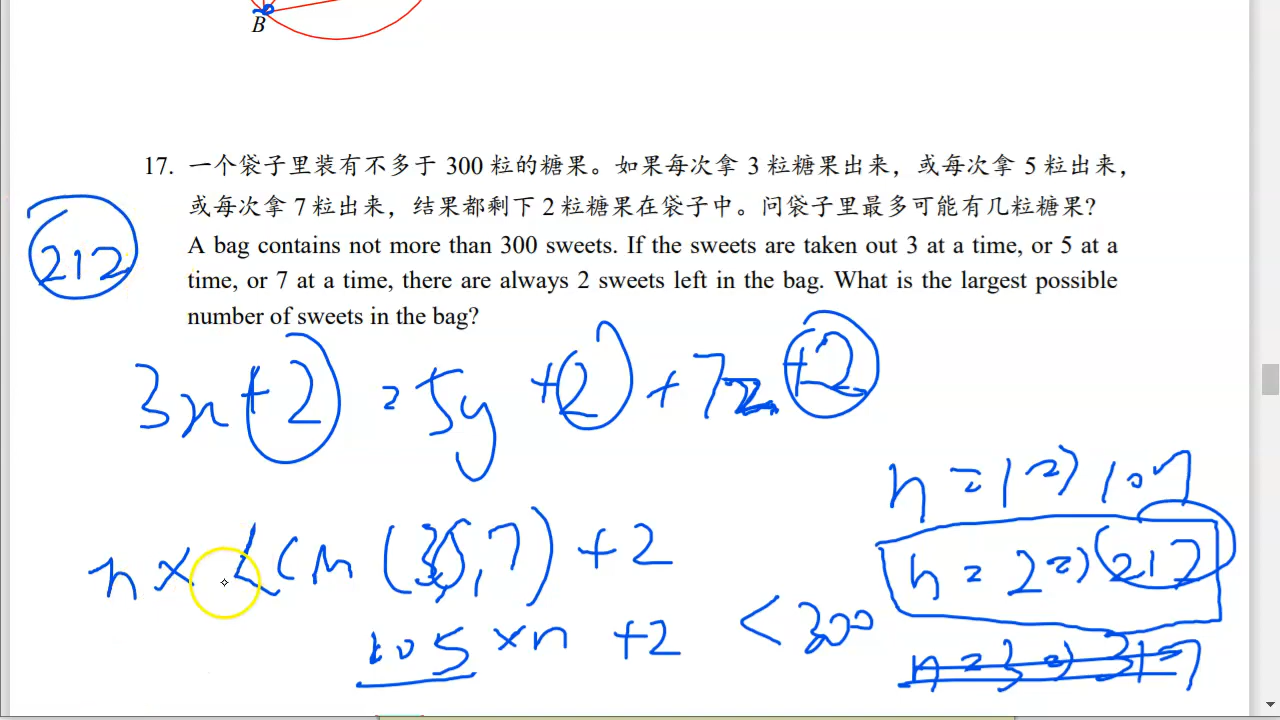 B
17. 一个袋子里装有不多于 300 粒的糖果。如果每次拿 3 粒糖果出来，或每次拿 5 粒出来，
或每次拿 7 粒出来，结果都剩下 2 粒糖果在袋子中。问袋子里最多可能有几粒糖果?
212
A bag contains not more than 300 sweets. If the sweets are taken out 3 at a time, or 5 at a
time, or 7 at a time, there are always 2 sweets left in the bag. What is the largest possible
number of sweets in the bag?
3x+2 = 5y +2 + 7z +2
n = 1 => 107
n x LCM (3,5,7) +2
n = 2 => 212
105 x n +2 < 300
n = 3 => 317